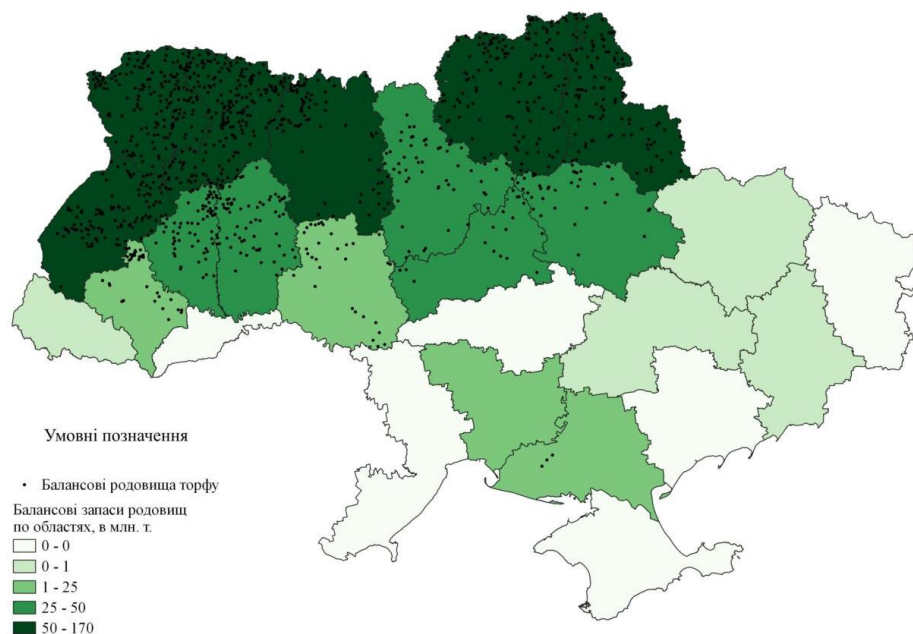 Умовні позначення
Балансові родовища торфу
Балансові запаси родовищ
по областях, в млн. т.
0 - 0
0 - 1
1 - 25
25 - 50
50 - 170